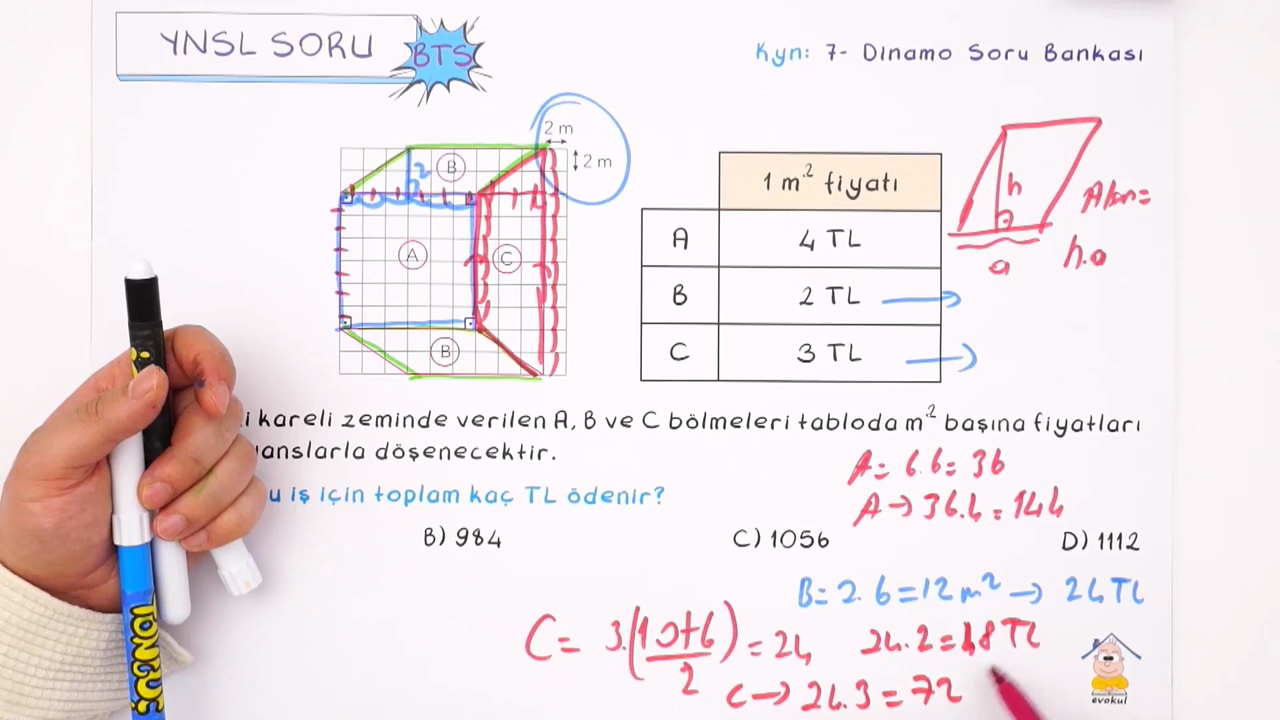 YNSL SORU
BTS
Kyn: 7- Dinamo Soru Bankası
2 m
2 m
2
B
A
C
B
1 m² fiyatı
A 4 TL
B 2 TL
C 3 TL
h
a
Alan=
h.a
kareli zeminde verilen A, B ve C bölmeleri tabloda m² başına fiyatları
döşenecektir.
u iş için toplam kaç TL ödenir?
B) 984 C) 1056 D) 1112
A= 6.6= 36
A→ 36.4= 144
B= 2.6=12 m² → 24 TL
C= 3.(10+6)/2 = 24
24.2=48 TL
C→ 24.3=72
evokul
TONGUÇ